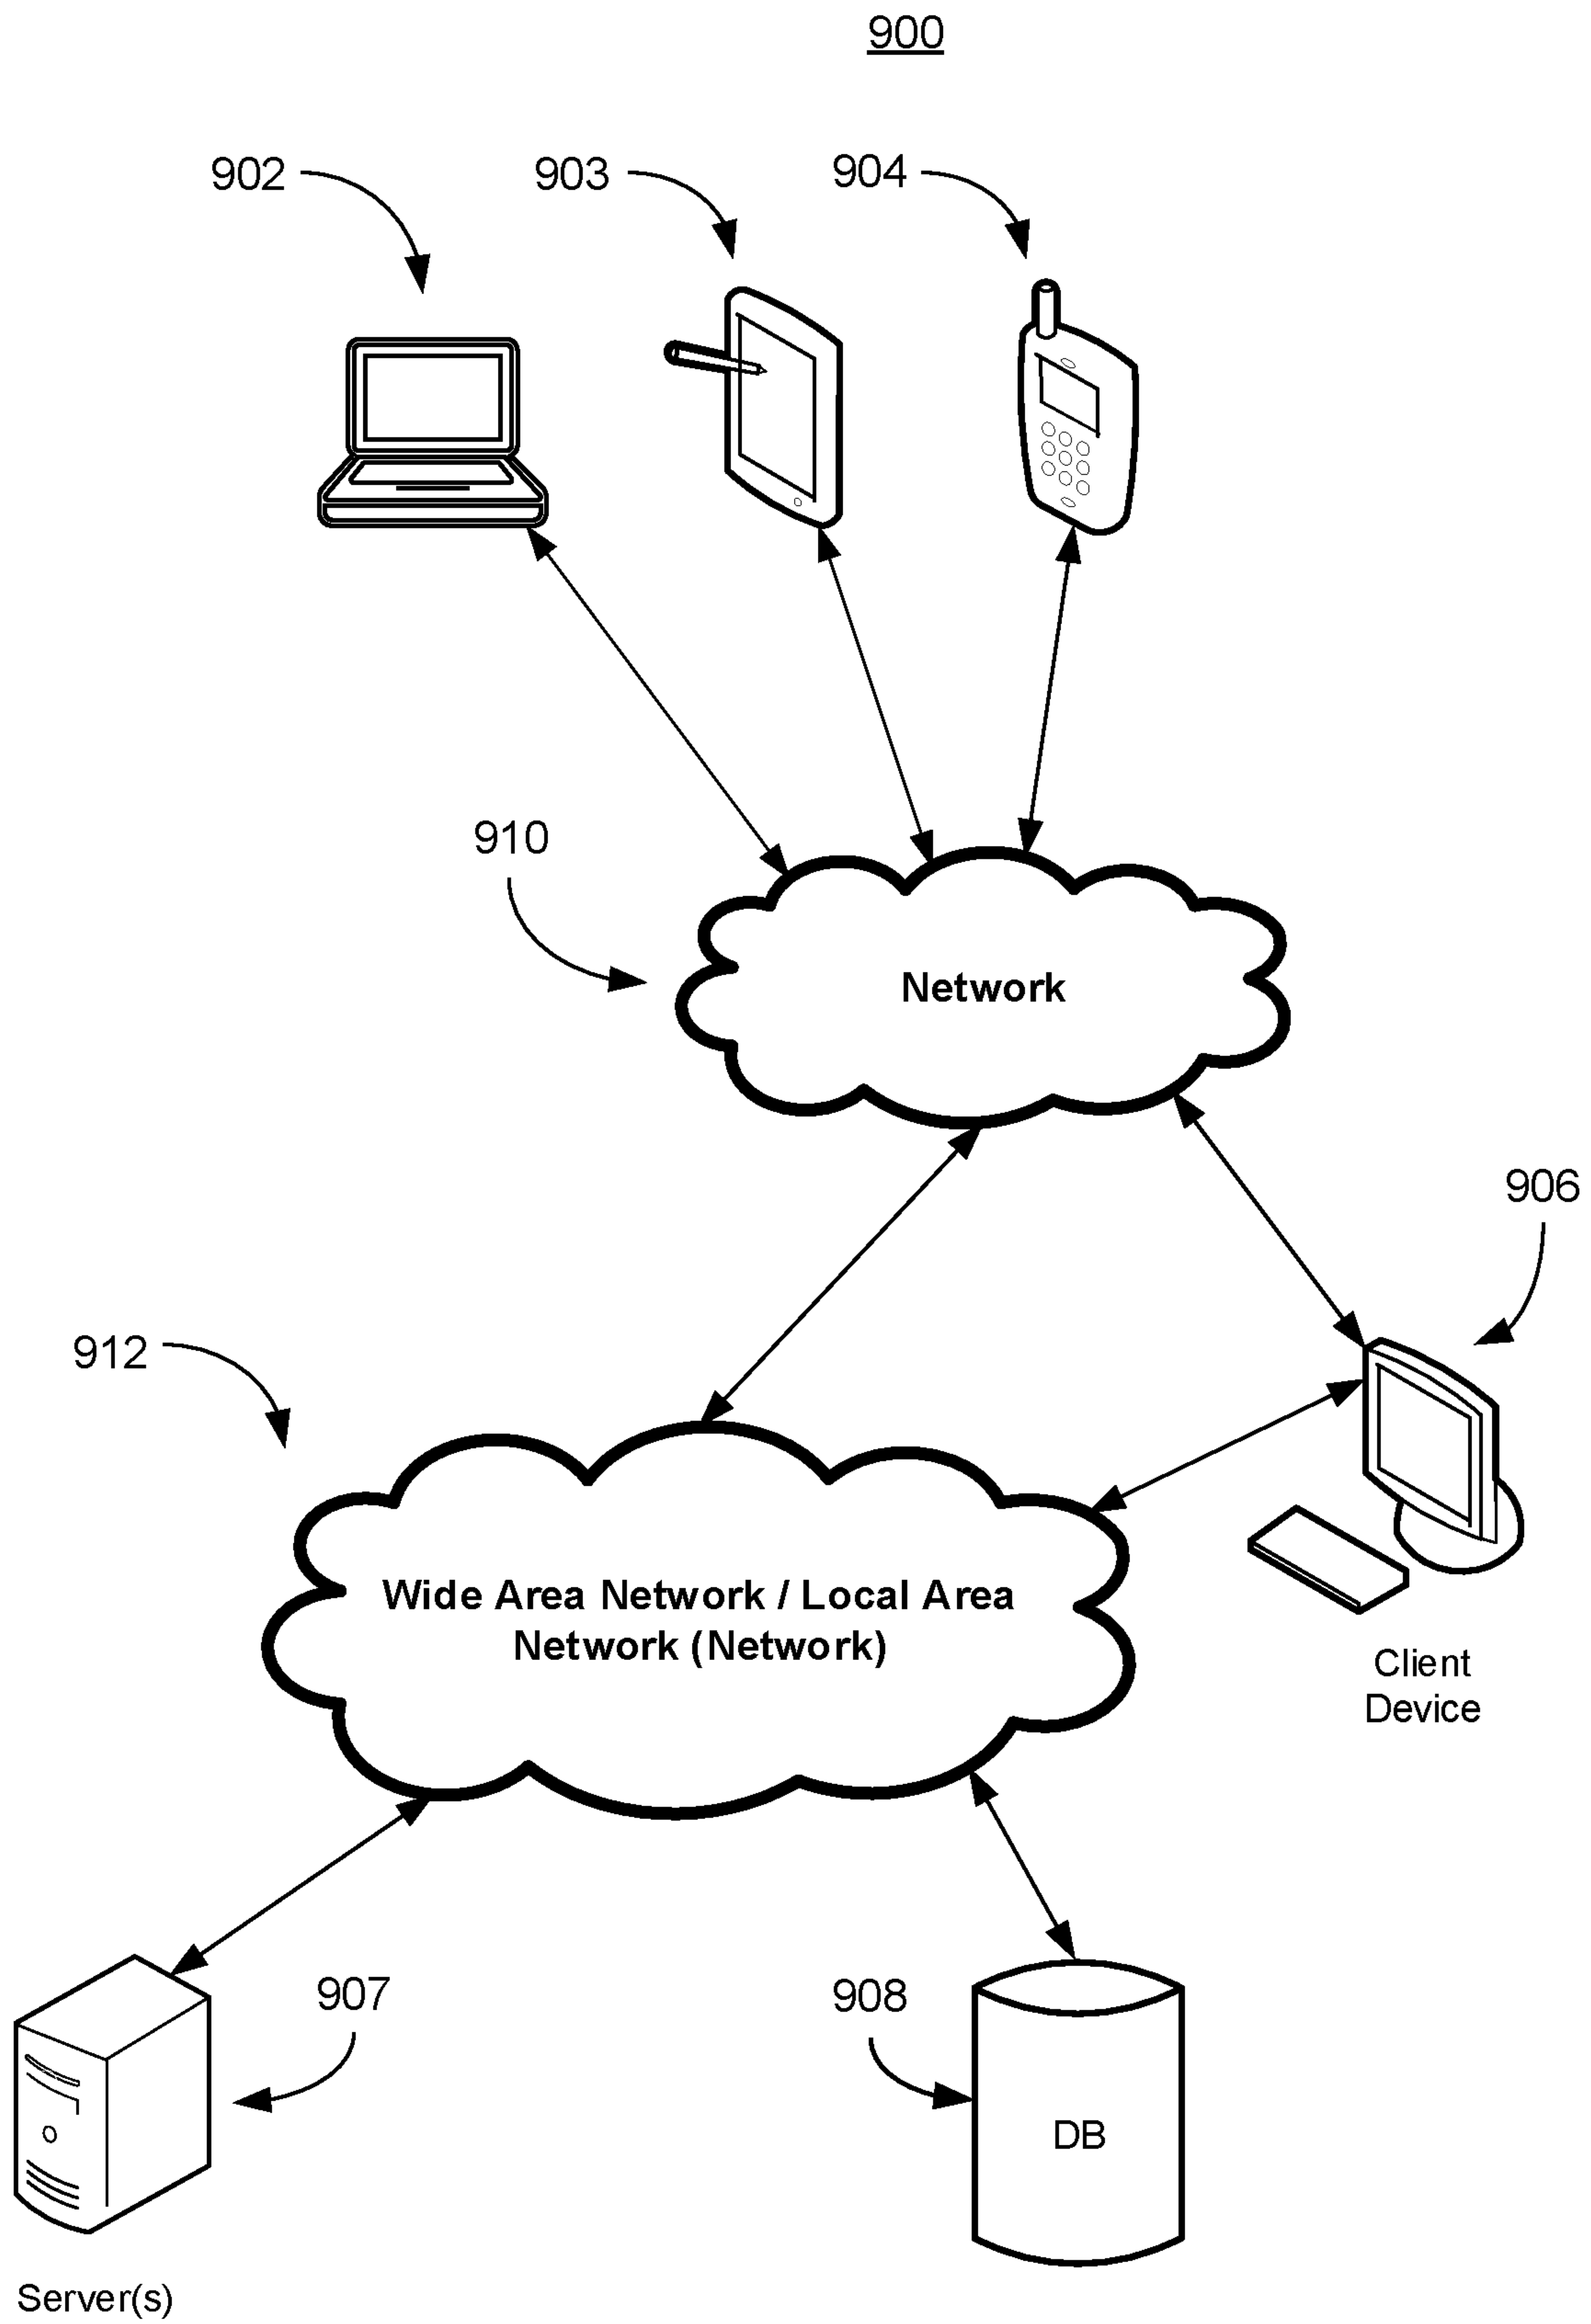 900
902
903
904
910
Network
906
912
Wide Area Network / Local Area
Network (Network)
Client
Device
907
908
DB
Server(s)